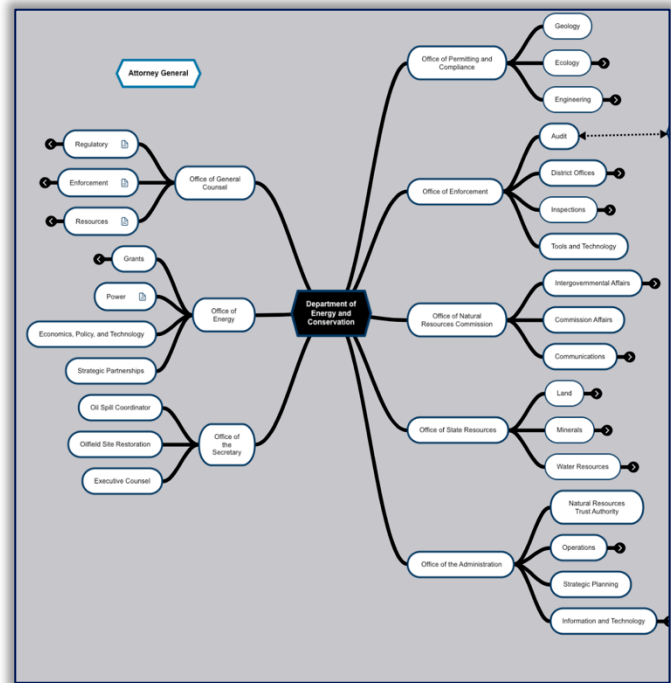 Attorney General
Regulatory
Enforcement
Resources
Office of General
Counsel
Grants
Power
Economics, Policy, and Technology
Strategic Partnerships
Office of
Energy
Oil Spill Coordinator
Oilfield Site Restoration
Executive Counsel
Office of
the
Secretary
Department of
Energy and
Conservation
Office of Permitting and
Compliance
Geology
Ecology
Engineering
Office of Enforcement
Audit
District Offices
Inspections
Tools and Technology
Office of Natural
Resources Commission
Intergovernmental Affairs
Commission Affairs
Communications
Office of State Resources
Land
Minerals
Water Resources
Office of the Administration
Natural Resources
Trust Authority
Operations
Strategic Planning
Information and Technology